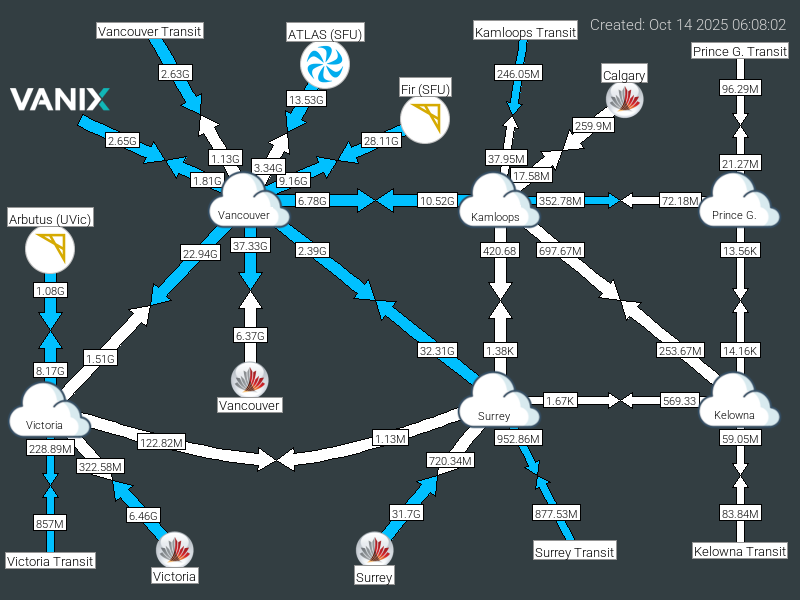 Created: Oct 14 2025 06:08:02
Vancouver Transit
ATLAS (SFU)
Kamloops Transit
Prince G. Transit
2.63G
246.05M
Calgary
Fir (SFU)
96.29M
VANIX
13.53G
259.9M
2.65G
28.11G
1.13G
37.95M
21.27M
3.34G
17.58M
1.81G
9.16G
6.78G
10.52G
352.78M
72.18M
Vancouver
Kamloops
Prince G.
Arbutus (UVic)
22.94G
37.33G
2.39G
420.68
697.67M
13.56K
1.08G
6.37G
1.51G
32.31G
1.38K
253.67M
14.16K
8.17G
Vancouver
1.67K
569.33
Victoria
Surrey
Kelowna
228.89M
122.82M
1.13M
952.86M
59.05M
322.58M
720.34M
857M
6.46G
31.7G
877.53M
83.84M
Victoria Transit
Victoria
Surrey
Surrey Transit
Kelowna Transit